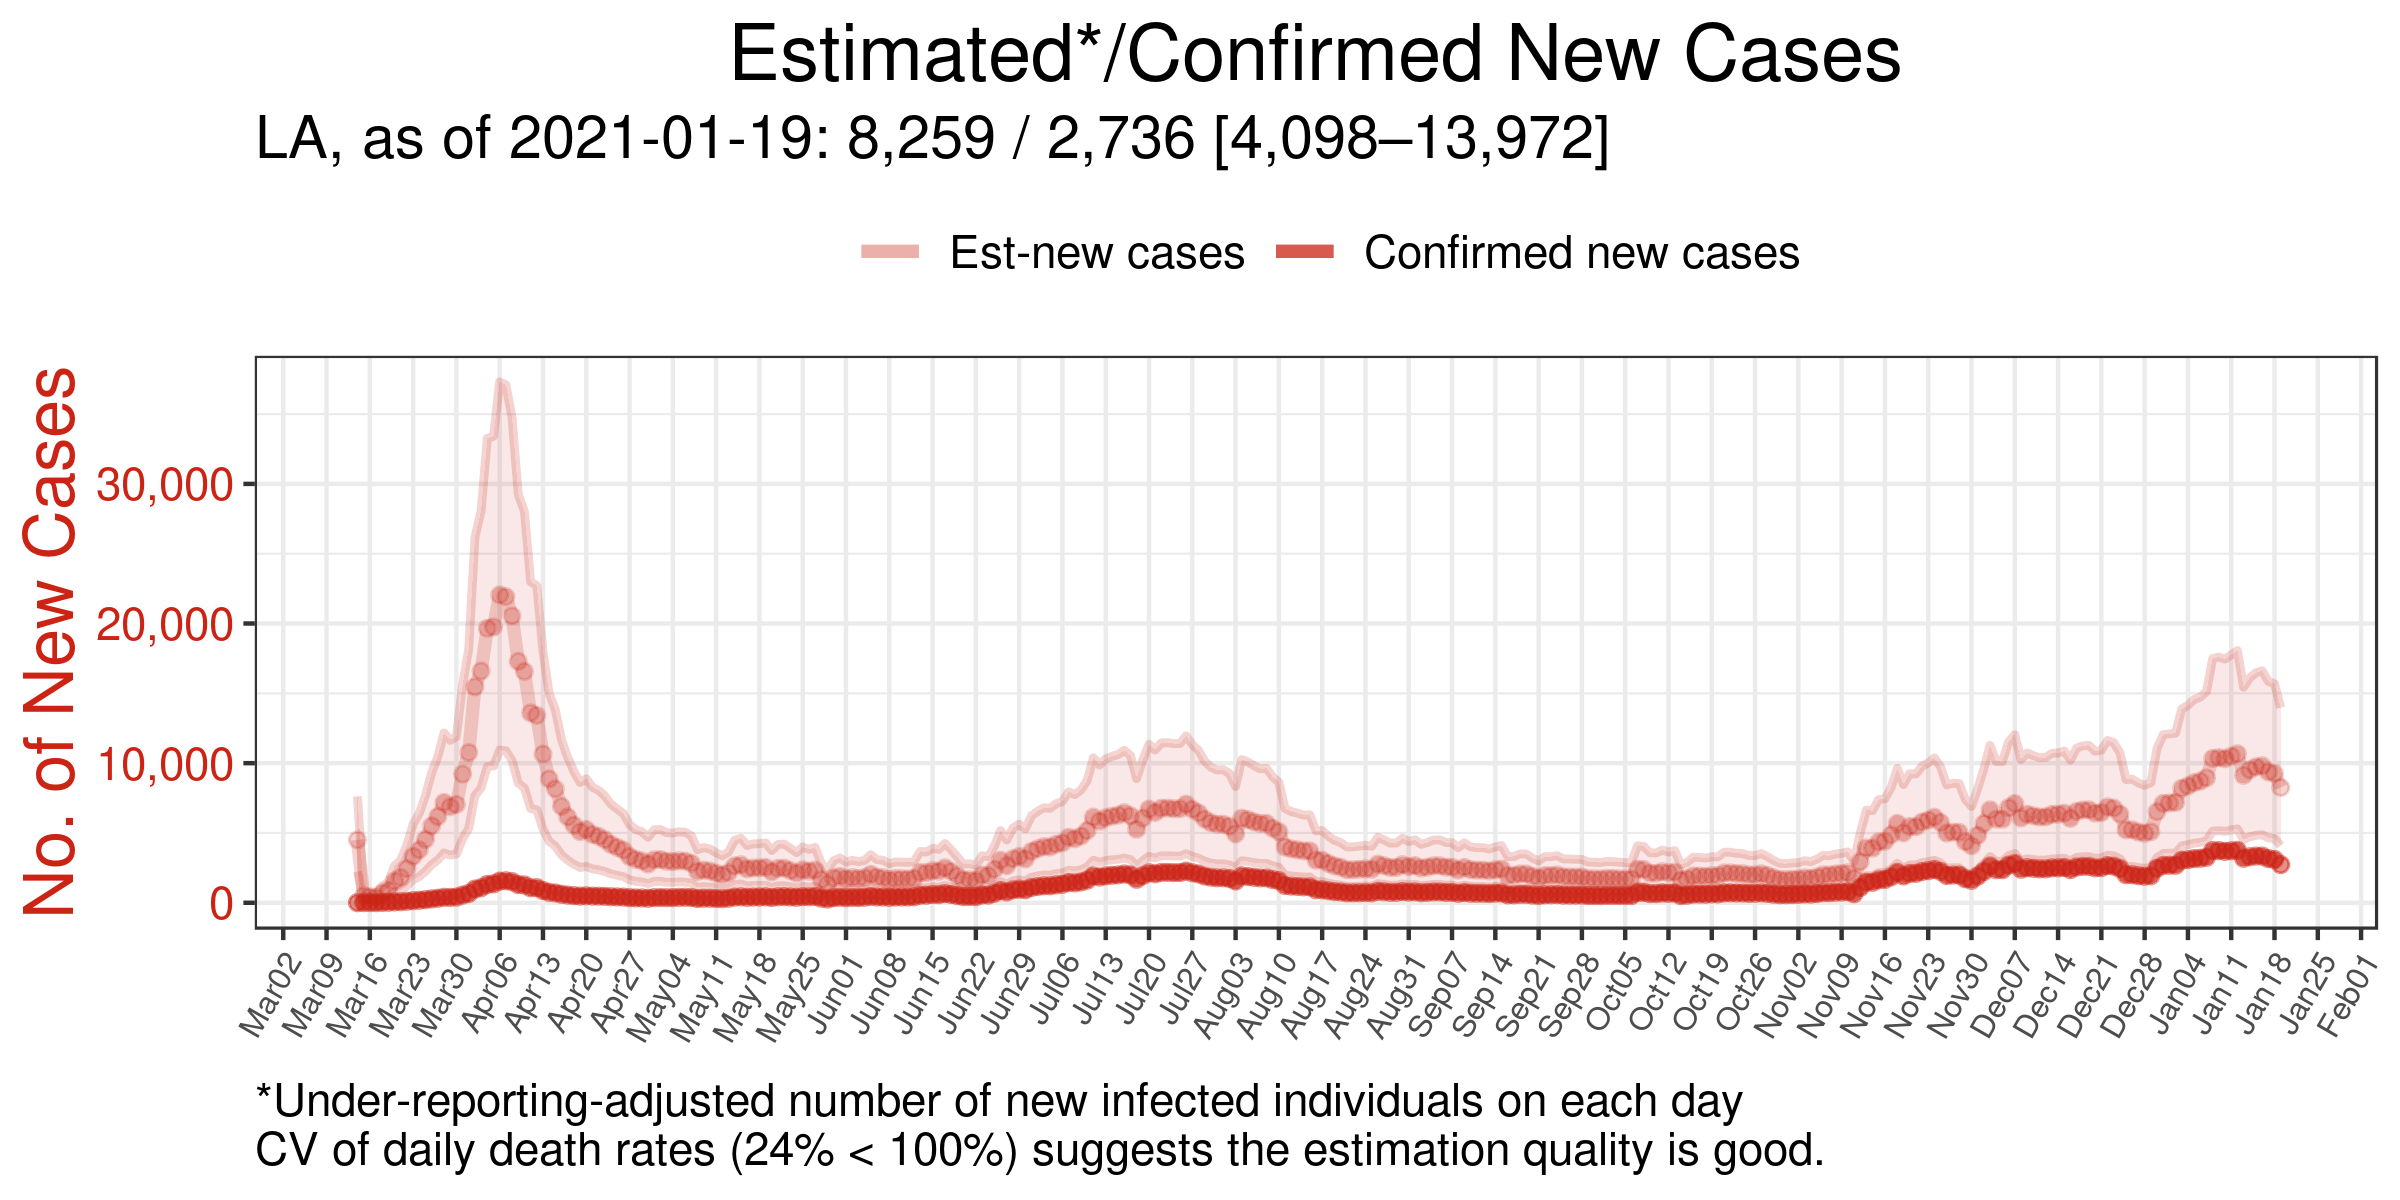 Estimated*/Confirmed New Cases
LA, as of 2021-01-19: 8,259 / 2,736 [4,098–13,972]
Est-new cases Confirmed new cases
No. of New Cases
30,000
20,000
10,000
0
Mar02 Mar09 Mar16 Mar23 Mar30 Apr06 Apr13 Apr20 Apr27 May04 May11 May18 May25 Jun01 Jun08 Jun15 Jun22 Jun29 Jul06 Jul13 Jul20 Jul27 Aug03 Aug10 Aug17 Aug24 Aug31 Sep07 Sep14 Sep21 Sep28 Oct05 Oct12 Oct19 Oct26 Nov02 Nov09 Nov16 Nov23 Nov30 Dec07 Dec14 Dec21 Dec28 Jan04 Jan11 Jan18 Jan25 Feb01
*Under-reporting-adjusted number of new infected individuals on each day
CV of daily death rates (24% < 100%) suggests the estimation quality is good.